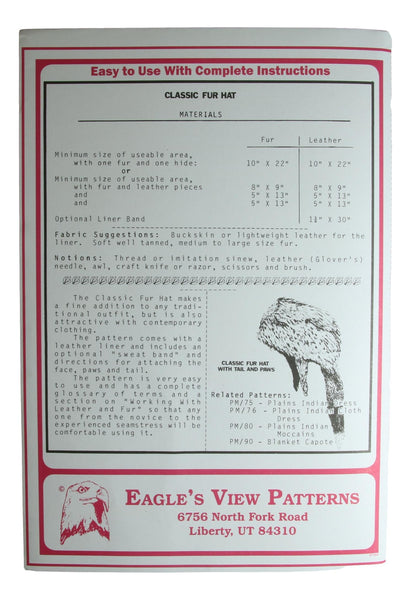 Easy to Use With Complete Instructions
CLASSIC FUR HAT
MATERIALS
Fur Leather
Minimum size of useable area,
with one fur and one hide: 10" X 22" 10" X 22"
or
Minimum size of useable area,
with fur and leather pieces 8" X 9" 8" X 9"
and 5" X 13" 5" X 13"
and 5" X 13" 5" X 13"
Optional Liner Band 1½" X 30"
Fabric Suggestions: Buckskin or lightweight leather for the
liner. Soft well tanned, medium to large size fur.
Notions: Thread or imitation sinew, leather (Glover's)
needle, awl, craft knife or razor, scissors and brush.
The Classic Fur Hat makes
a fine addition to any tradi-
tional outfit, but is also
attractive with contemporary
clothing.
The pattern comes with a
leather liner and includes an
optional "sweat band" and
directions for attaching the
face, paws and tail.
The pattern is very easy
to use and has a complete
glossary of terms and a
section on "Working With
Leather and Fur" so that any
one from the novice to the
experienced seamstress will be
comfortable using it.
CLASSIC FUR HAT
WITH TAIL AND PAWS
Related Patterns:
PM/75 - Plains Indian Dress
PM/76 - Plains Indian Cloth
Dress
PM/80 - Plains Indian
Moccains
PM/90 - Blanket Capote
©
EAGLE'S VIEW PATTERNS
6756 North Fork Road
Liberty, UT 84310